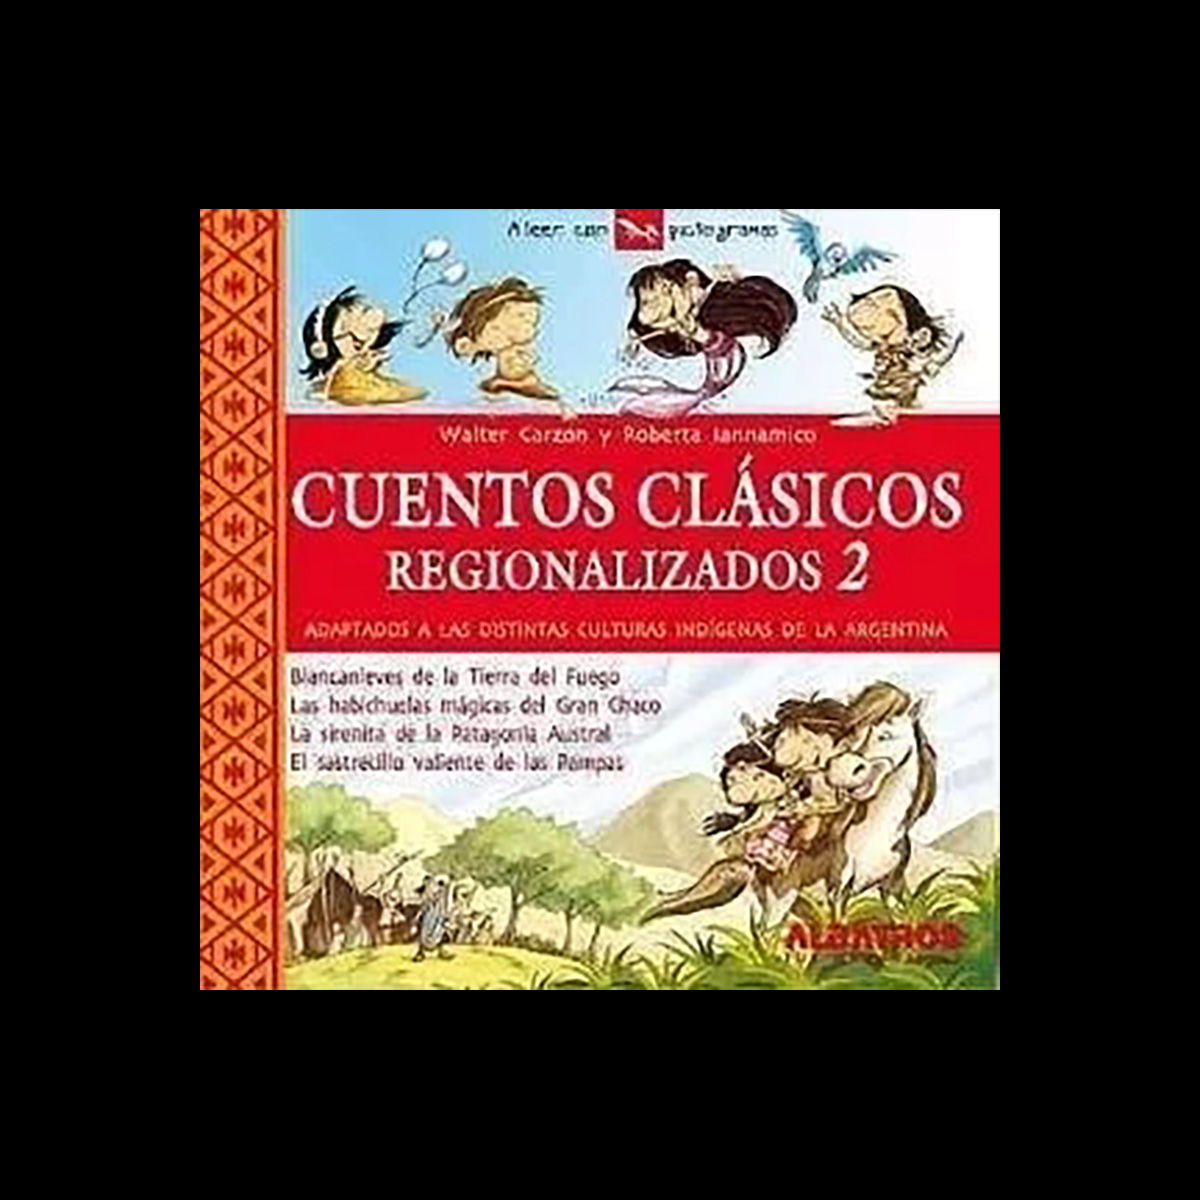 A leer con pictogramas
Walter Carzon y Roberta Iannamico
CUENTOS CLÁSICOS
REGIONALIZADOS 2
ADAPTADOS A LAS DISTINTAS CULTURAS INDÍGENAS DE LA ARGENTINA
Blancanieves de la Tierra del Fuego
Las habichuelas mágicas del Gran Chaco
La sirenita de la Patagonia Austral
El sastrecillo valiente de las Pampas
ALBATROS